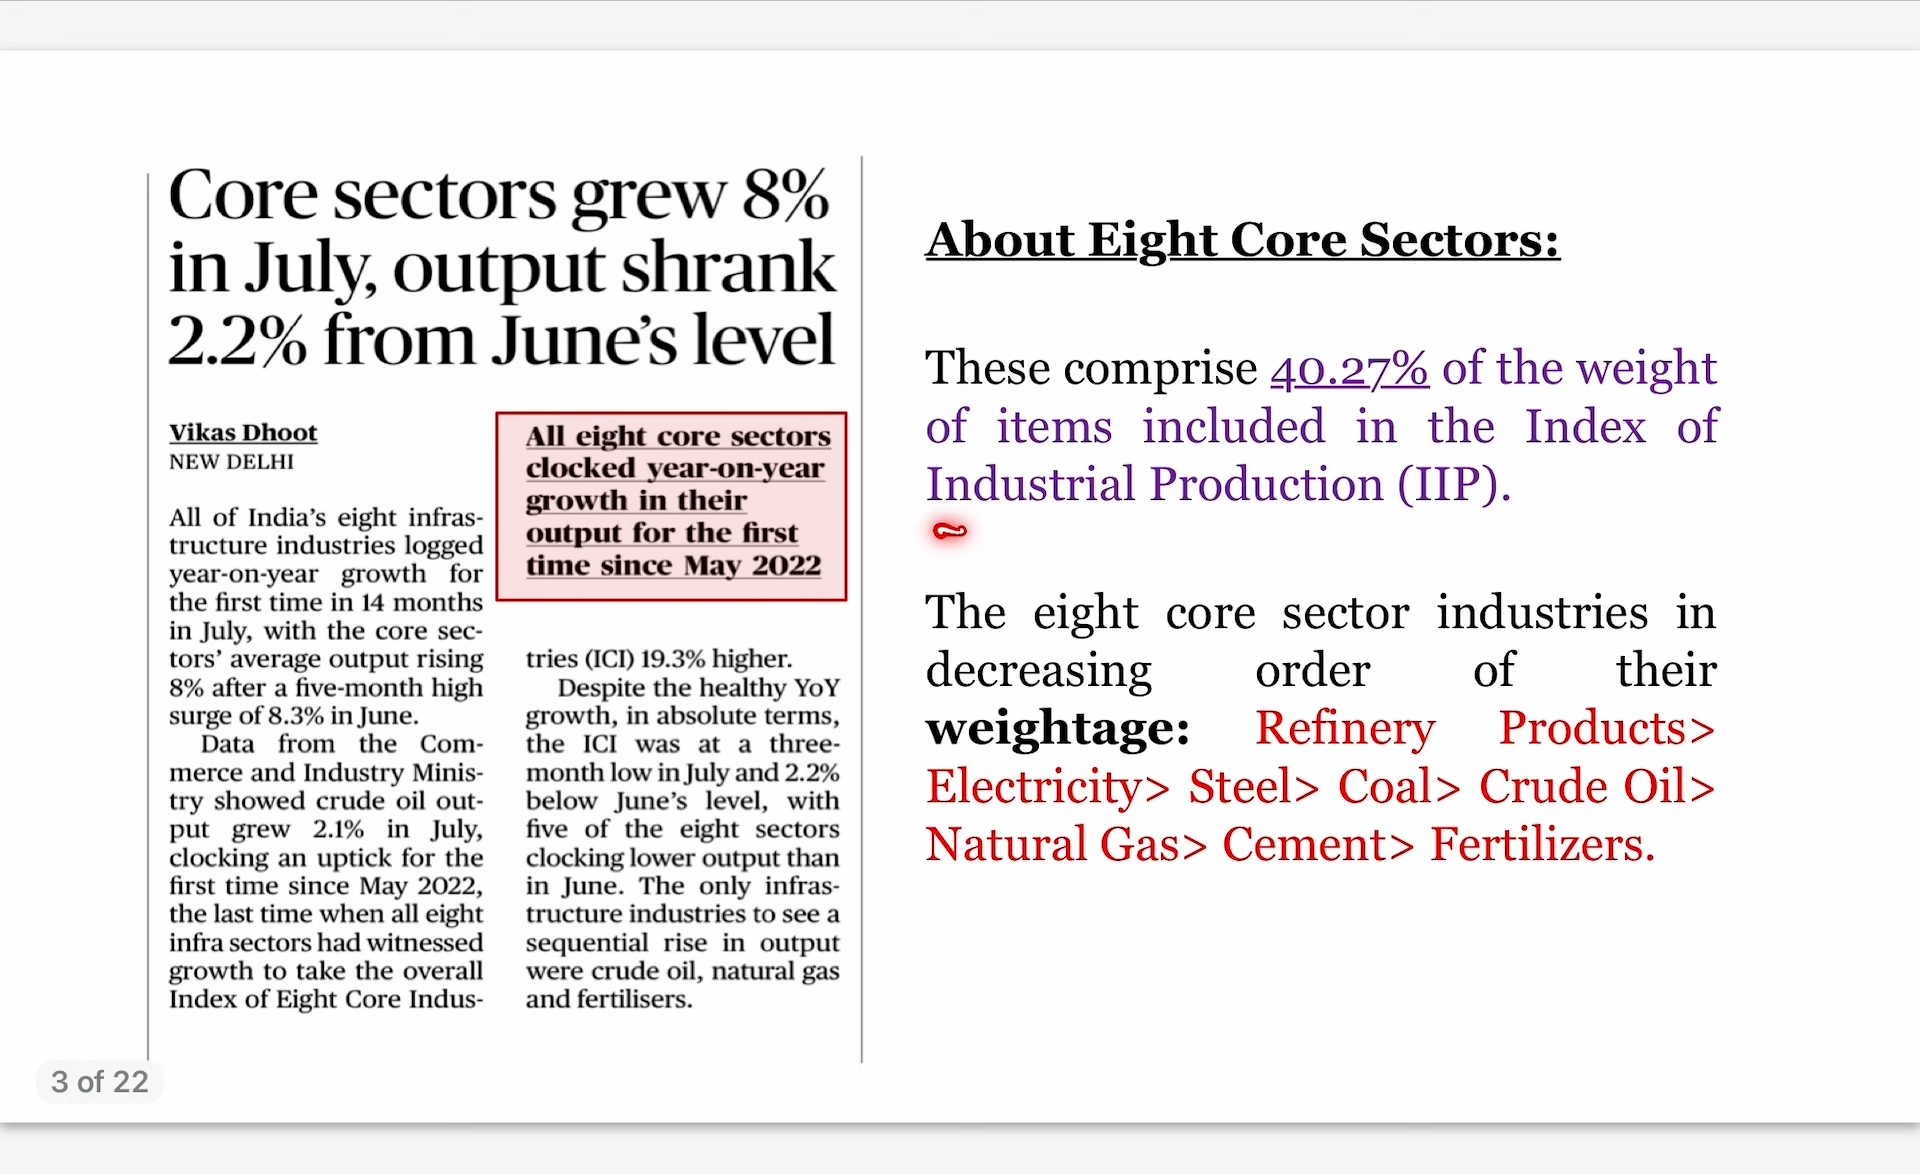 Core sectors grew 8%
in July, output shrank
2.2% from June’s level
Vikas Dhoot
NEW DELHI
All of India’s eight infras-
tructure industries logged
year-on-year growth for
the first time in 14 months
in July, with the core sec-
tors’ average output rising
8% after a five-month high
surge of 8.3% in June.
Data from the Com-
merce and Industry Minis-
try showed crude oil out-
put grew 2.1% in July,
clocking an uptick for the
first time since May 2022,
the last time when all eight
infra sectors had witnessed
growth to take the overall
Index of Eight Core Indus-
All eight core sectors
clocked year-on-year
growth in their
output for the first
time since May 2022
tries (ICI) 19.3% higher.
Despite the healthy YoY
growth, in absolute terms,
the ICI was at a three-
month low in July and 2.2%
below June’s level, with
five of the eight sectors
clocking lower output than
in June. The only infras-
tructure industries to see a
sequential rise in output
were crude oil, natural gas
and fertilisers.
About Eight Core Sectors:
These comprise 40.27% of the weight
of items included in the Index of
Industrial Production (IIP).
The eight core sector industries in
decreasing order of their
weightage: Refinery Products>
Electricity> Steel> Coal> Crude Oil>
Natural Gas> Cement> Fertilizers.
3 of 22